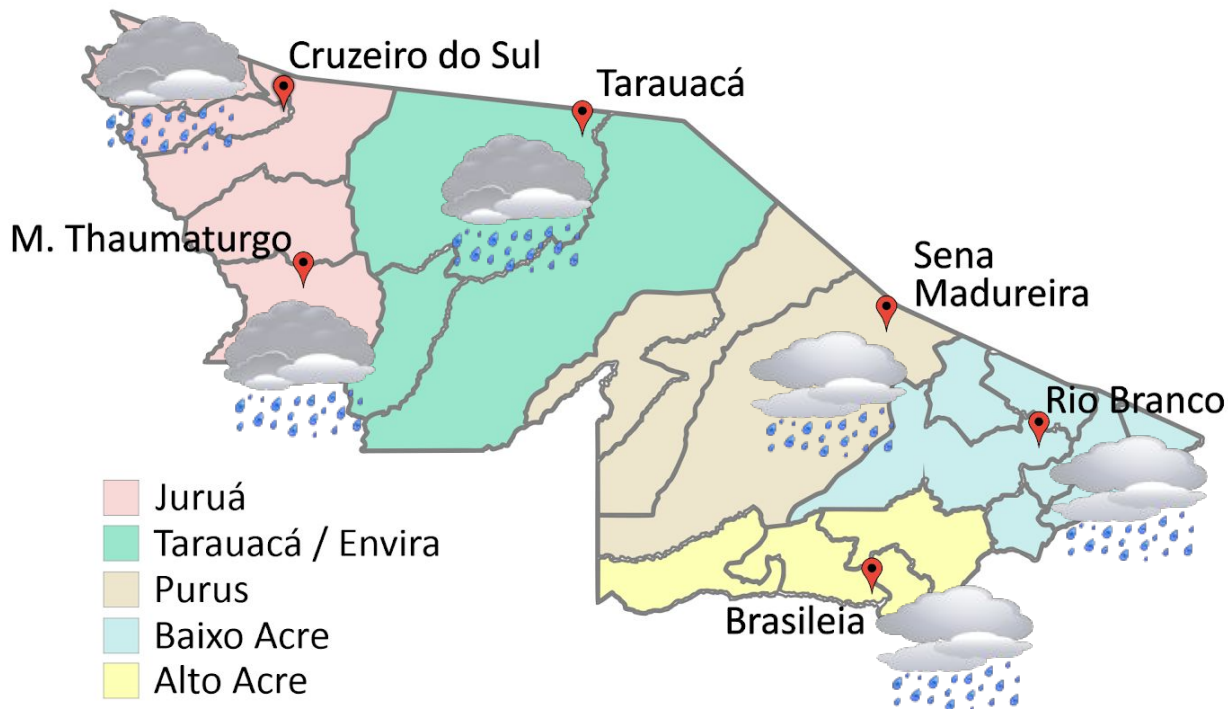 Cruzeiro do Sul
Tarauacá
M. Thaumaturgo
Sena
Madureira
Rio Branco
Brasileia
Juruá
Tarauacá / Envira
Purus
Baixo Acre
Alto Acre